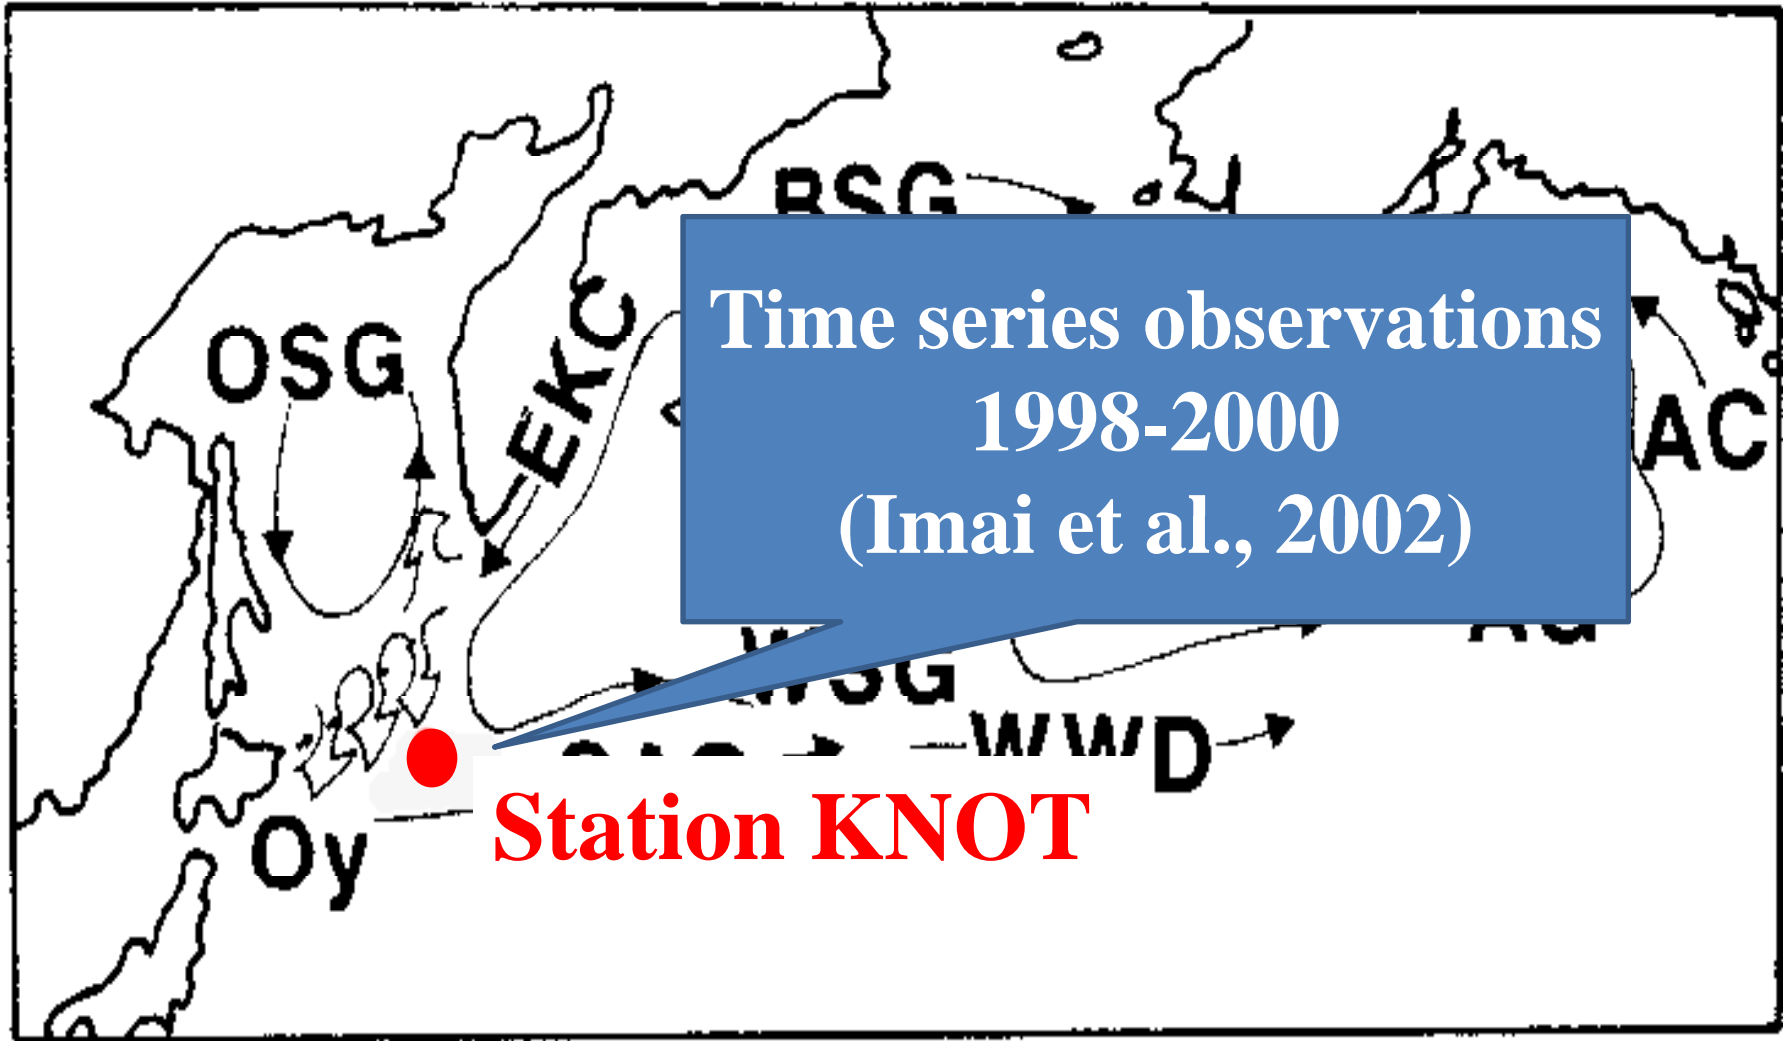 BSG
OSG
EKC
Time series observations
1998-2000
(Imai et al., 2002)
AC
WSG
WWD
Station KNOT
Oy